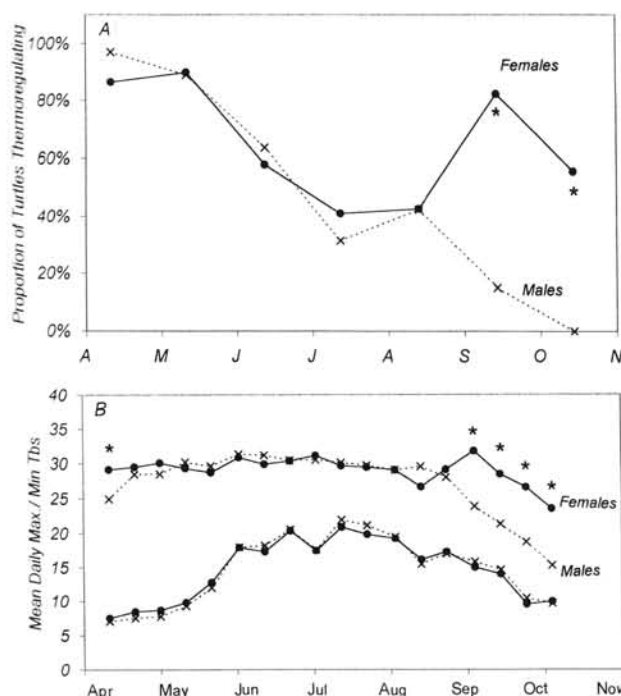 A
100%
80%
60%
40%
20%
0%
Proportion of Turtles Thermoregulating
Females
*
*
Males
A M J J A S O N
B
40
35
30
25
20
15
10
5
0
Mean Daily Max./ Min Tbs
*
* * * *
Females
Males
Apr May Jun Jul Aug Sep Oct Nov